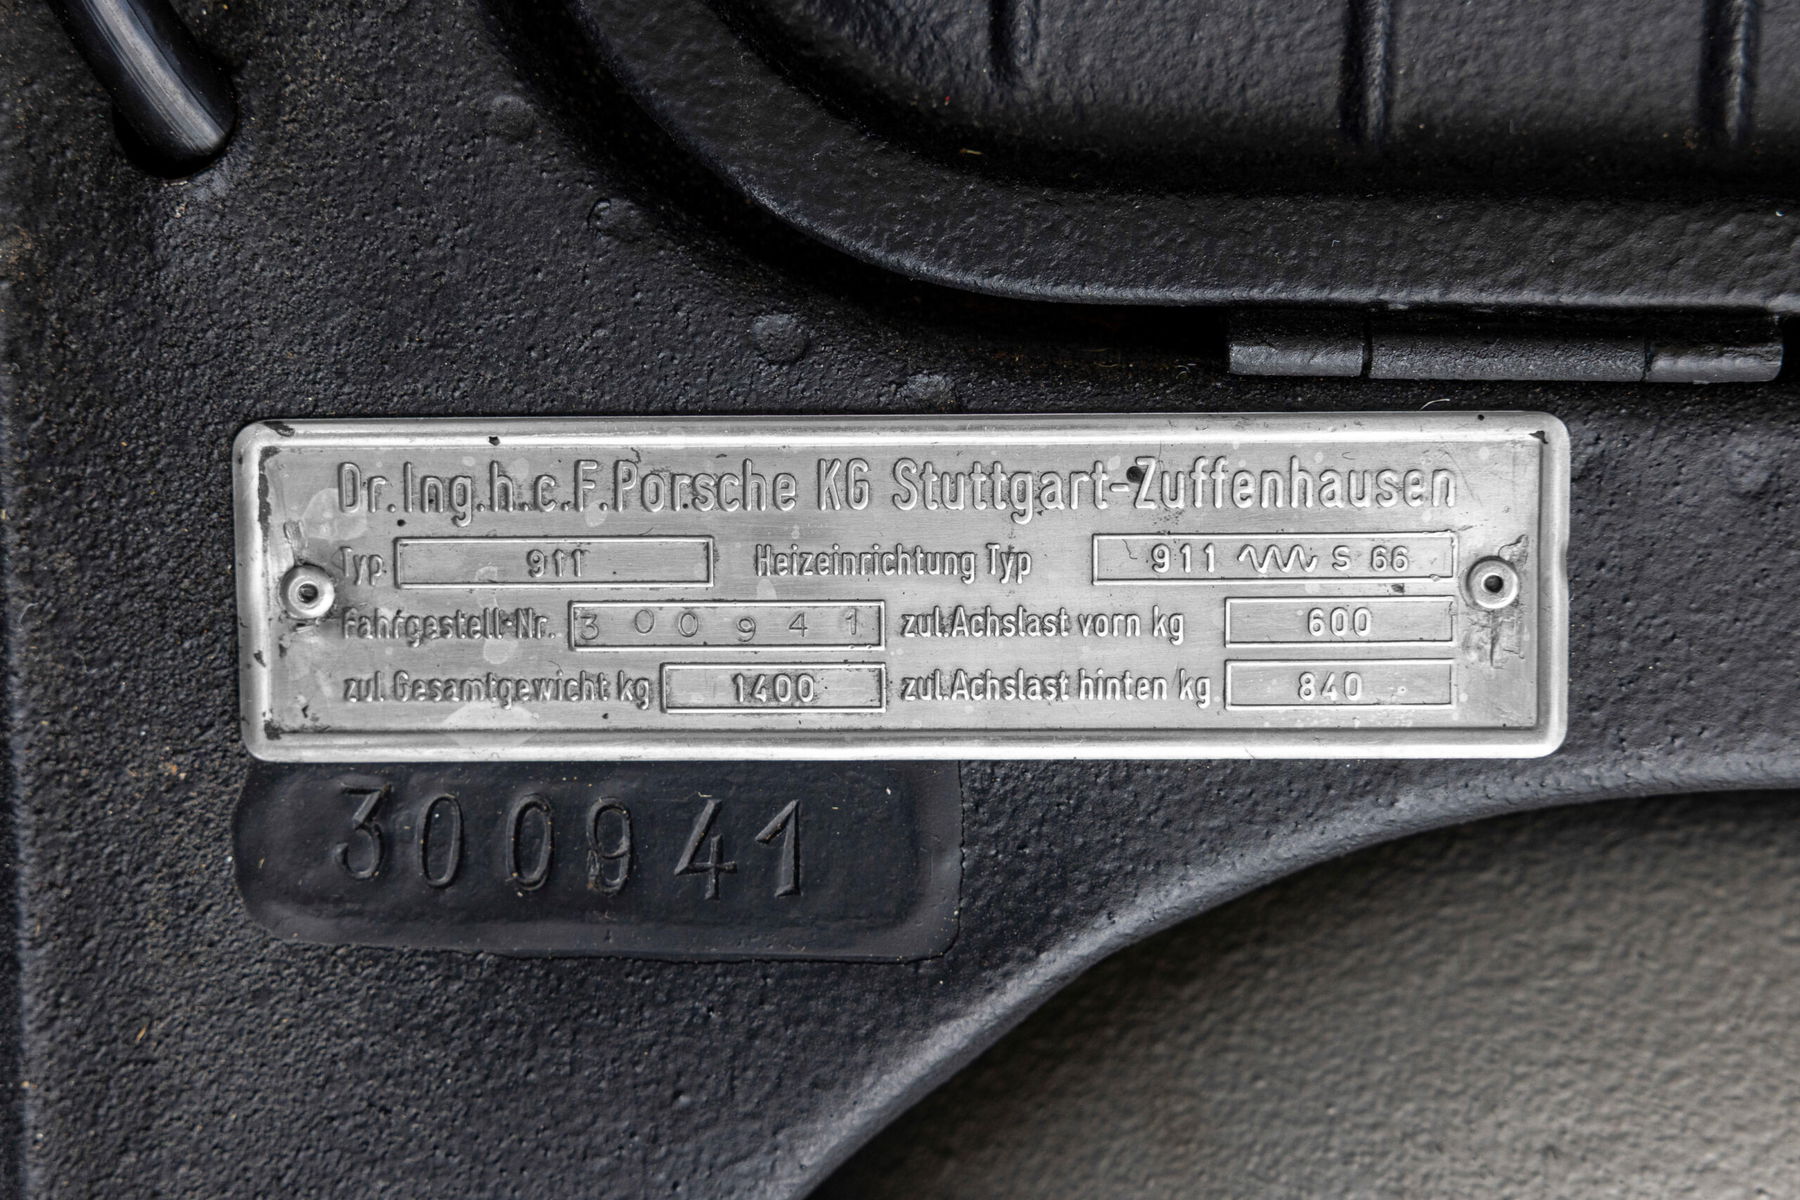 Dr.Ing.h.c.F.Porsche KG Stuttgart-Zuffenhausen
Typ 911 Heizeinrichtung Typ 911 ~~~ S 66
Fahrgestell-Nr. 300941 zul.Achslast vorn kg 600
zul.Gesamtgewicht kg 1400 zul.Achslast hinten kg 840
300941